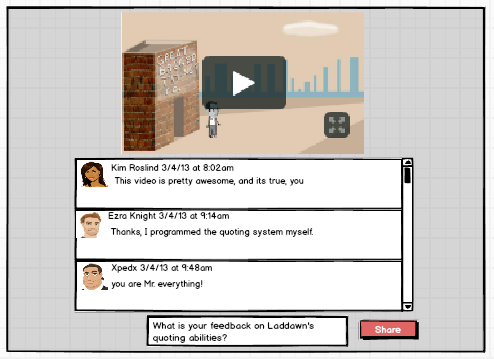 GREAT
Kim Roslind 3/4/13 at 8:02am
This video is pretty awesome, and its true, you
Ezra Knight 3/4/13 at 9:14am
Thanks, I programmed the quoting system myself.
Xpedx 3/4/13 at 9:48am
you are Mr. everything!
What is your feedback on Laddawn's
quoting abilities?
Share